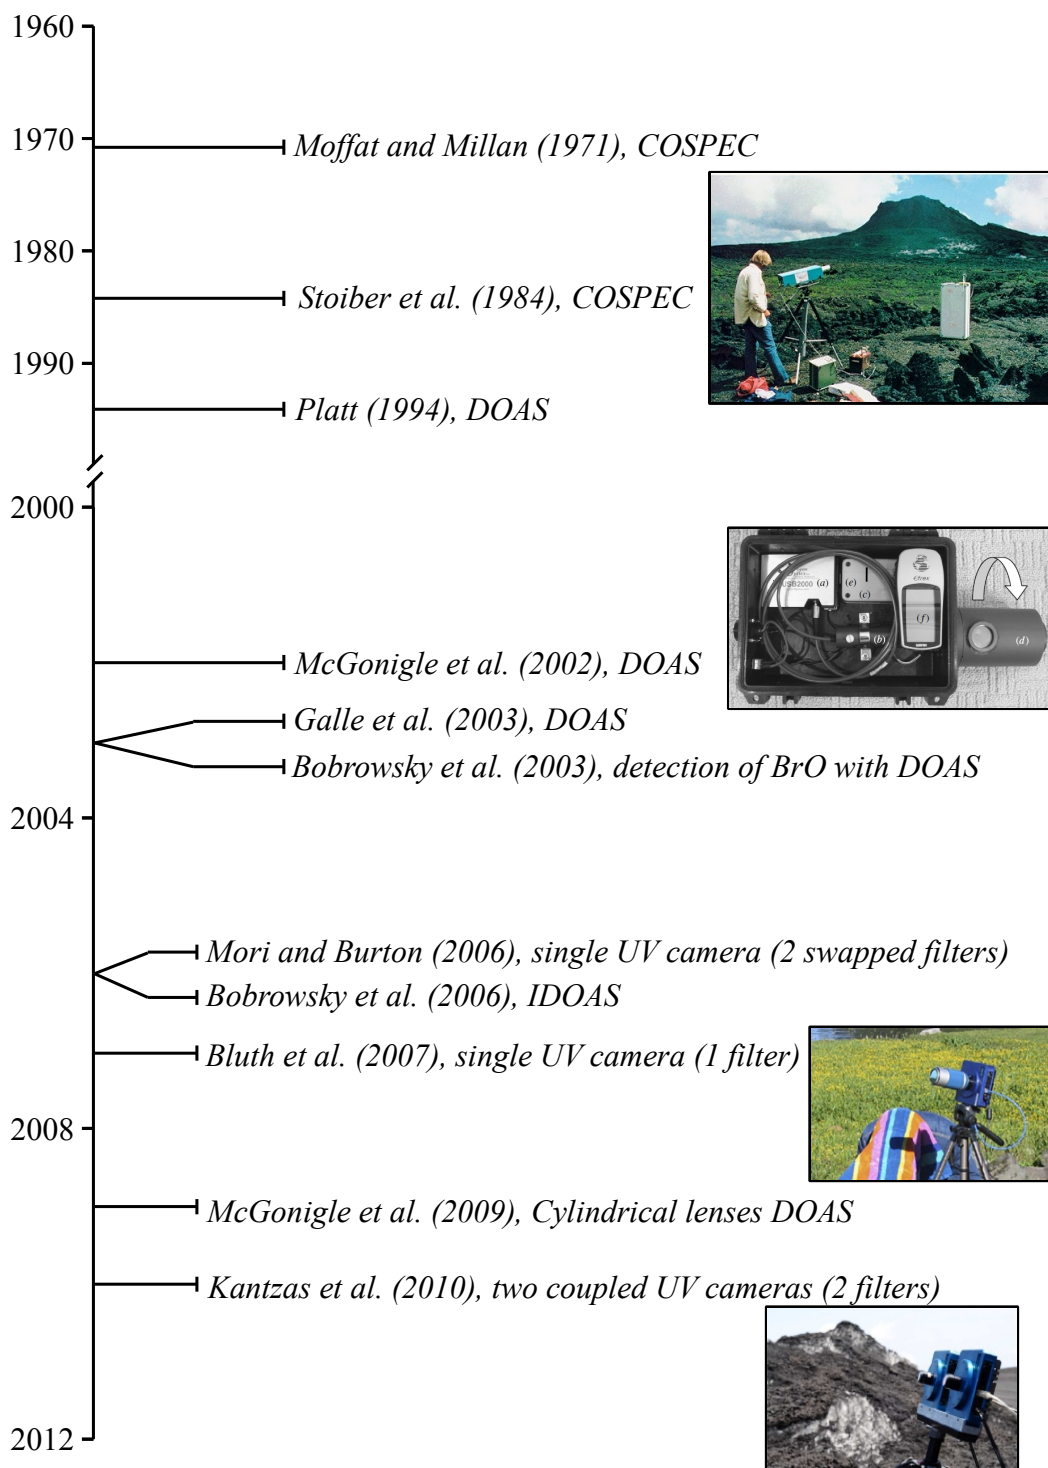 1960
1970
Moffat and Millan (1971), COSPEC
1980
Stoiber et al. (1984), COSPEC
1990
Platt (1994), DOAS
2000
USB2000
(a)
(e)
(c)
(b)
(f)
(d)
McGonigle et al. (2002), DOAS
Galle et al. (2003), DOAS
Bobrowsky et al. (2003), detection of BrO with DOAS
2004
Mori and Burton (2006), single UV camera (2 swapped filters)
Bobrowsky et al. (2006), IDOAS
Bluth et al. (2007), single UV camera (1 filter)
2008
McGonigle et al. (2009), Cylindrical lenses DOAS
Kantzas et al. (2010), two coupled UV cameras (2 filters)
2012